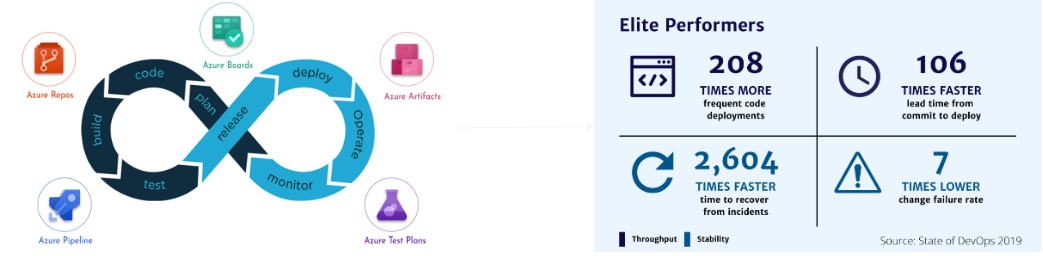 Azure Boards
Azure Repos
Azure Artifacts
code
deploy
plan
release
build
Operate
test
monitor
Azure Pipeline
Azure Test Plans
Elite Performers
208
TIMES MORE
frequent code
deployments
106
TIMES FASTER
lead time from
commit to deploy
2,604
TIMES FASTER
time to recover
from incidents
7
TIMES LOWER
change failure rate
Throughput
Stability
Source: State of DevOps 2019